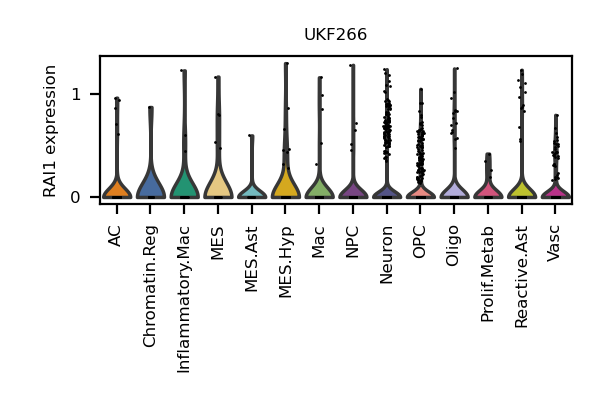 UKF266
RAI1 expression
1
0
AC
Chromatin.Reg
Inflammatory.Mac
MES
MES.Ast
MES.Hyp
Mac
NPC
Neuron
OPC
Oligo
Prolif.Metab
Reactive.Ast
Vasc